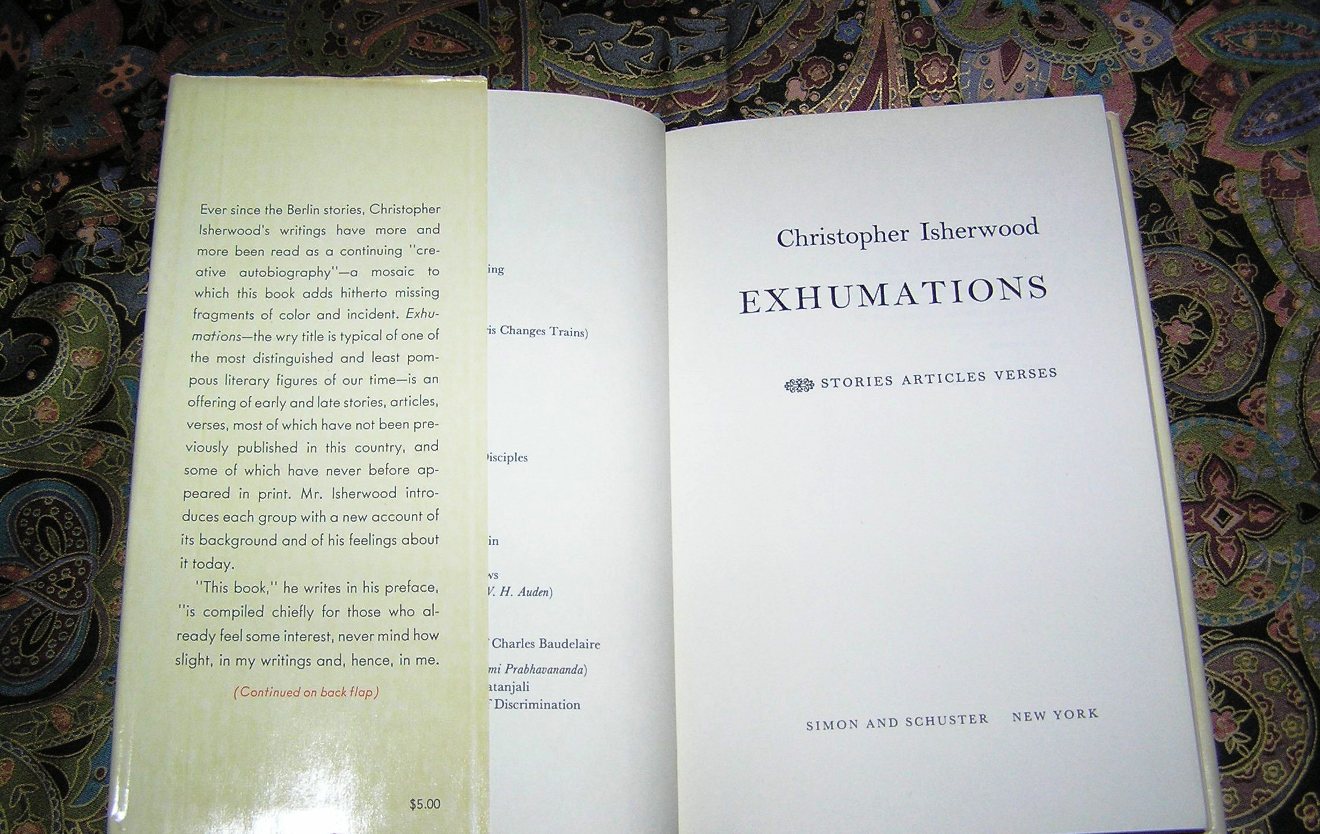 Ever since the Berlin stories, Christopher
Isherwood's writings have more and
more been read as a continuing "cre-
ative autobiography"—a mosaic to
which this book adds hitherto missing
fragments of color and incident. Exhu-
mations—the wry title is typical of one of
the most distinguished and least pom-
pous literary figures of our time—is an
offering of early and late stories, articles,
verses, most of which have not been pre-
viously published in this country, and
some of which have never before ap-
peared in print. Mr. Isherwood intro-
duces each group with a new account of
its background and of his feelings about
it today.
"This book," he writes in his preface,
"is compiled chiefly for those who al-
ready feel some interest, never mind how
slight, in my writings and, hence, in me.
(Continued on back flap)
$5.00
Changes Trains)
H. Auden)
Charles Baudelaire
Prabhavananda)
Discrimination
Christopher Isherwood
EXHUMATIONS
STORIES ARTICLES VERSES
SIMON AND SCHUSTER NEW YORK